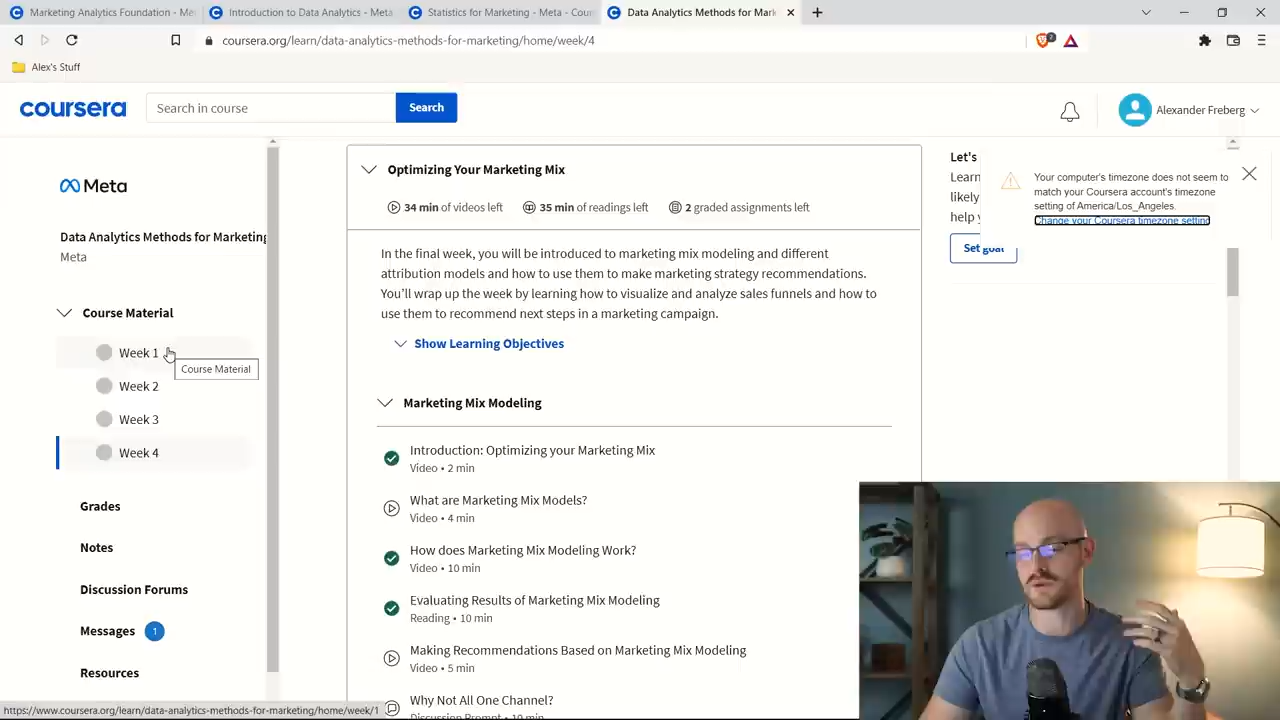 Marketing Analytics Foundation - Me
Introduction to Data Analytics - Meta
Statistics for Marketing - Meta - Cour
Data Analytics Methods for Mark
coursera.org/learn/data-analytics-methods-for-marketing/home/week/4
2
Alex's Stuff
coursera
Search in course
Search
Alexander Freberg
Meta
Data Analytics Methods for Marketing
Meta
Course Material
Week 1
Course Material
Week 2
Week 3
Week 4
Grades
Notes
Discussion Forums
Messages 1
Resources
https://www.coursera.org/learn/data-analytics-methods-for-marketing/home/week/1
Optimizing Your Marketing Mix
34 min of videos left
35 min of readings left
2 graded assignments left
In the final week, you will be introduced to marketing mix modeling and different
attribution models and how to use them to make marketing strategy recommendations.
You’ll wrap up the week by learning how to visualize and analyze sales funnels and how to
use them to recommend next steps in a marketing campaign.
Show Learning Objectives
Marketing Mix Modeling
Introduction: Optimizing your Marketing Mix
Video • 2 min
What are Marketing Mix Models?
Video • 4 min
How does Marketing Mix Modeling Work?
Video • 10 min
Evaluating Results of Marketing Mix Modeling
Reading • 10 min
Making Recommendations Based on Marketing Mix Modeling
Video • 5 min
Why Not All One Channel?
Discussion Prompt • 10 min
Let's
Learn
likely
help y
Set goal
Your computer's timezone does not seem to
match your Coursera account's timezone
setting of America/Los_Angeles.
Change your Coursera timezone setting